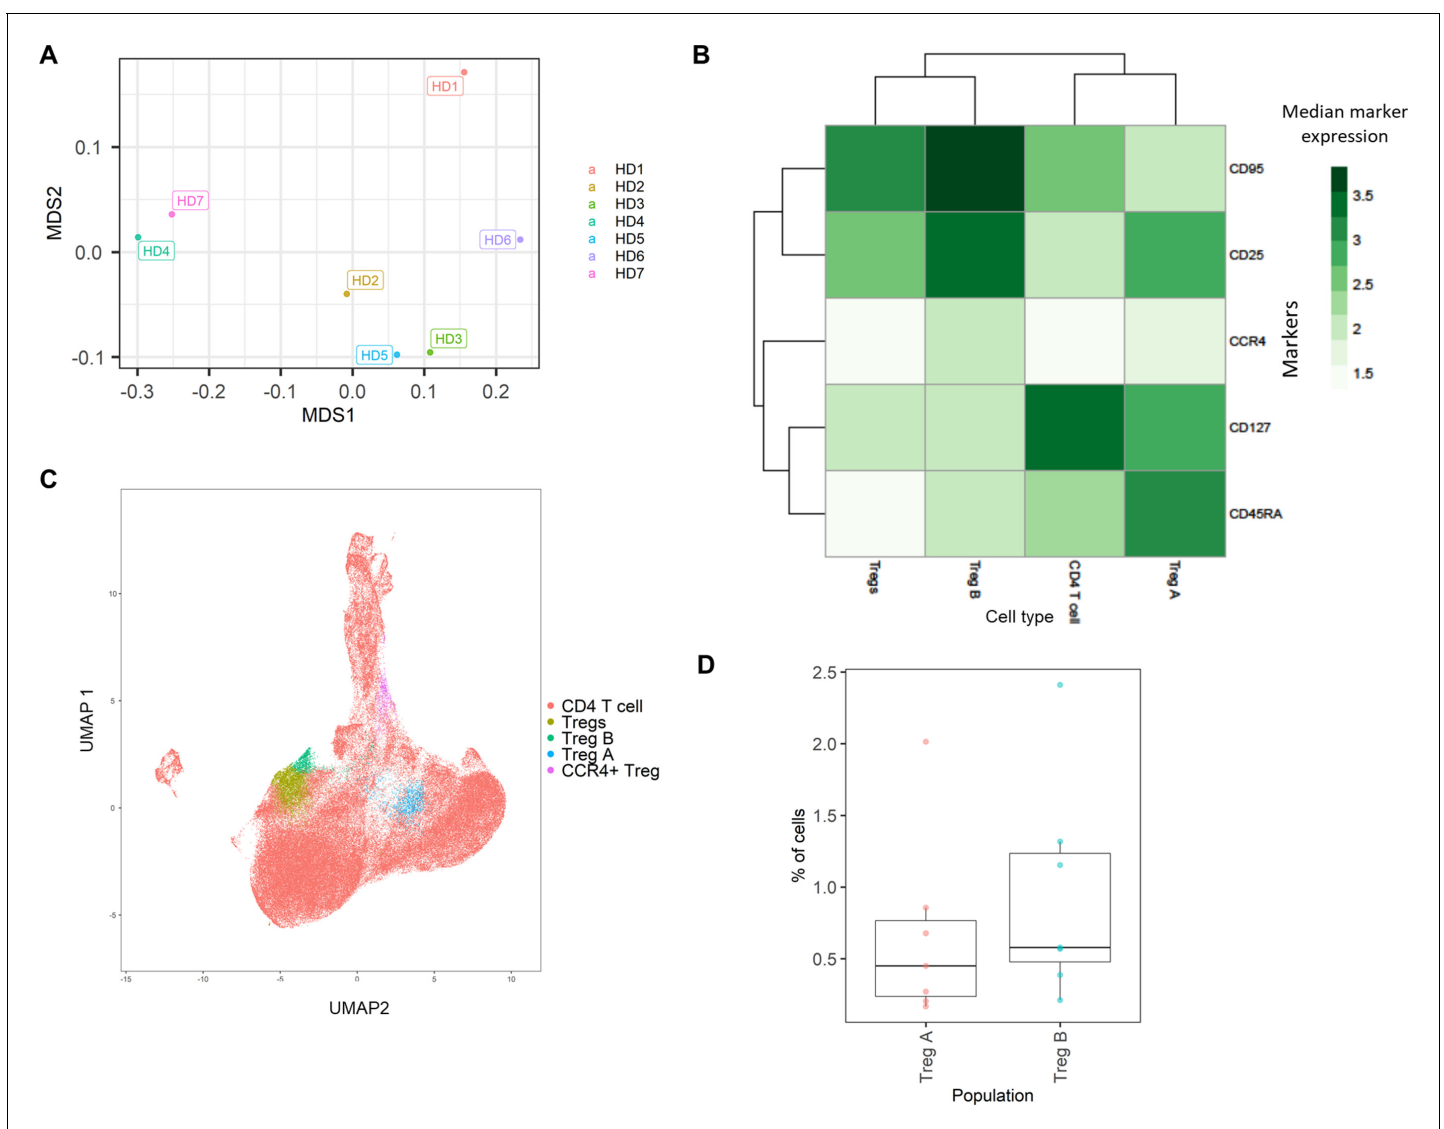 A
HD1
HD7
HD4
HD2
HD6
HD3
HD5
0.1
0.0
-0.1
MDS2
-0.3
-0.2
-0.1
0.0
0.1
0.2
MDS1
a HD1
a HD2
a HD3
a HD4
a HD5
a HD6
a HD7
B
CD95
CD25
CCR4
CD127
CD45RA
Markers
Tregs
Treg B
CD4 T cell
Treg A
Cell type
Median marker
expression
3.5
3
2.5
2
1.5
C
10
5
0
-5
UMAP 1
-15
-10
-5
0
5
10
UMAP2
CD4 T cell
Tregs
Treg B
Treg A
CCR4+ Treg
D
2.5
2.0
1.5
1.0
0.5
% of cells
Treg A
Treg B
Population